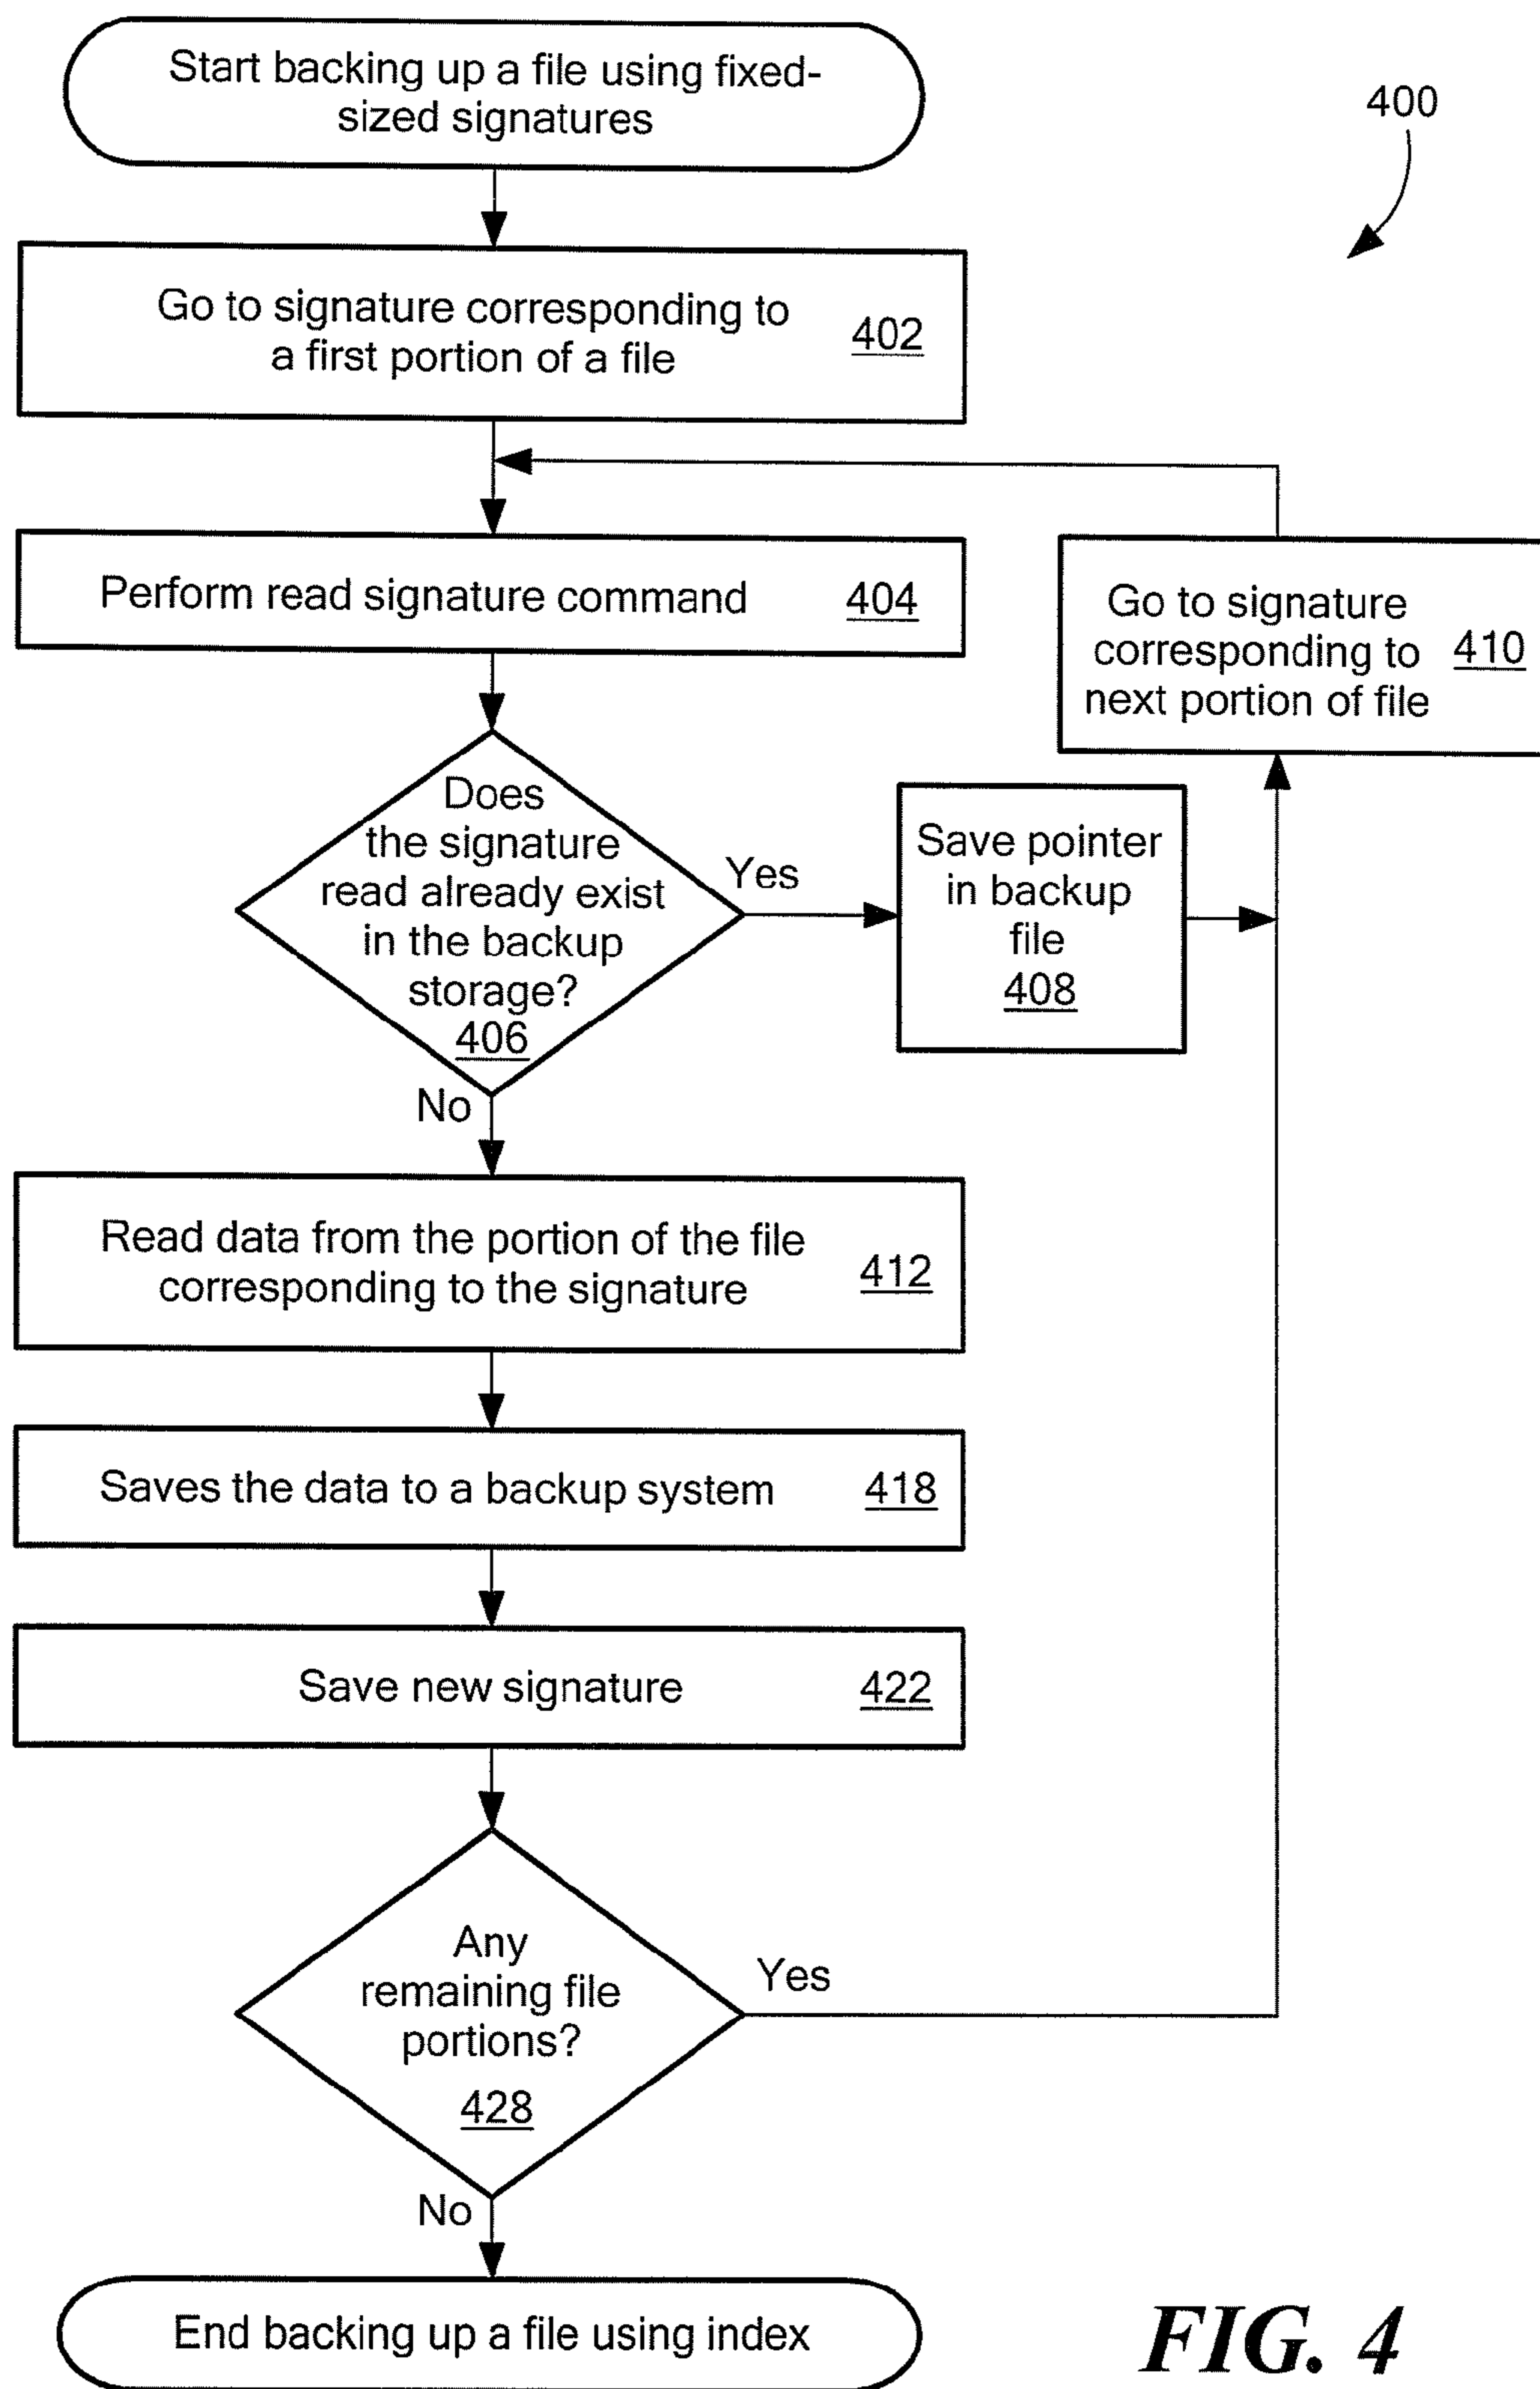 Start backing up a file using fixed-
sized signatures
400
Go to signature corresponding to
a first portion of a file
402
Perform read signature command 404
Go to signature
corresponding to
next portion of file
410
Does
the signature
read already exist
in the backup
storage?
406
Yes
No
Save pointer
in backup
file
408
Read data from the portion of the file
corresponding to the signature
412
Saves the data to a backup system 418
Save new signature 422
Any
remaining file
portions?
428
Yes
No
End backing up a file using index
FIG. 4